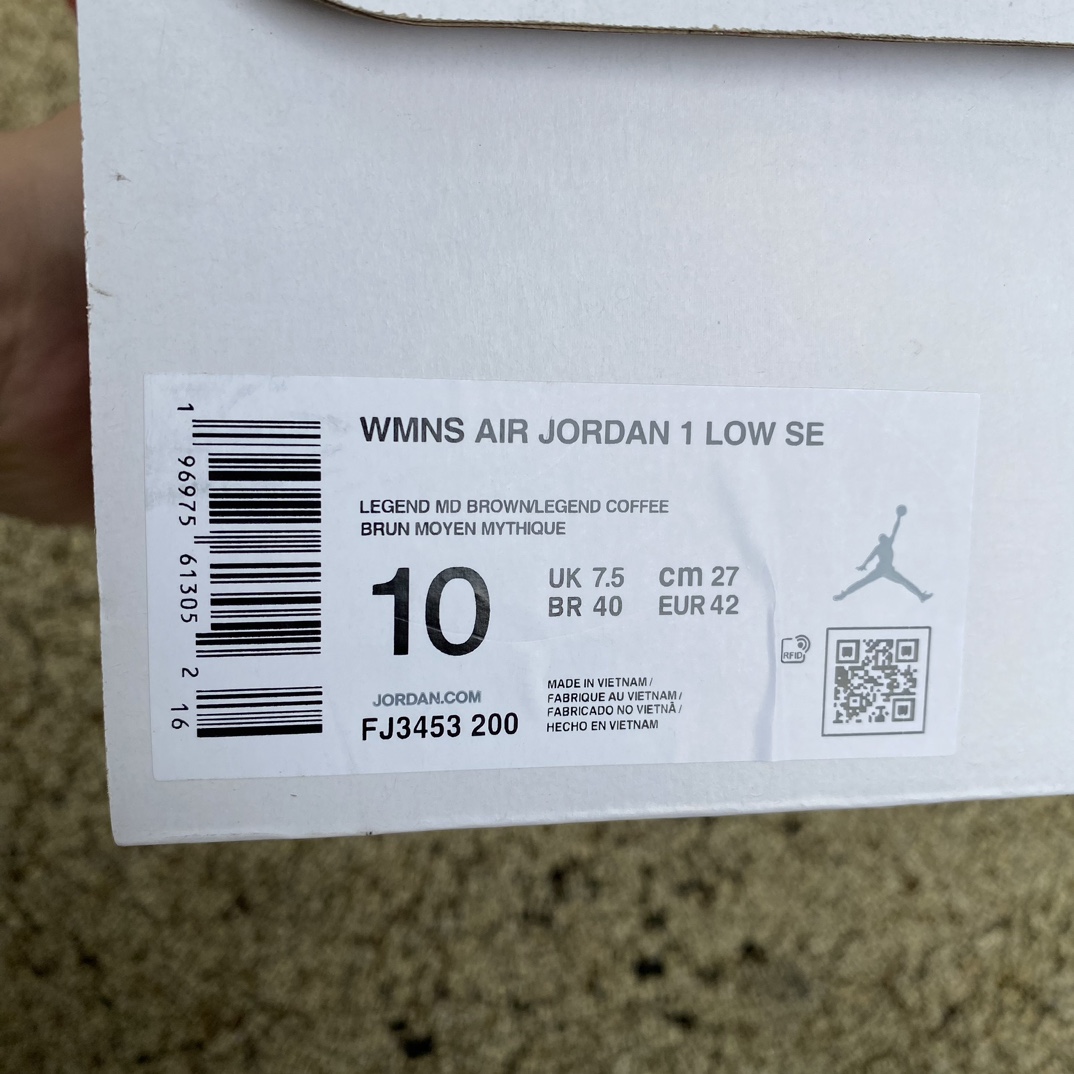 WMNS AIR JORDAN 1 LOW SE
LEGEND MD BROWN/LEGEND COFFEE
BRUN MOYEN MYTHIQUE
10
UK 7.5 cm 27
BR 40 EUR 42
JORDAN.COM
FJ3453 200
MADE IN VIETNAM /
FABRIQUE AU VIETNAM /
FABRICADO NO VIETNÃ /
HECHO EN VIETNAM
RFID
1 96975 61305 2 16